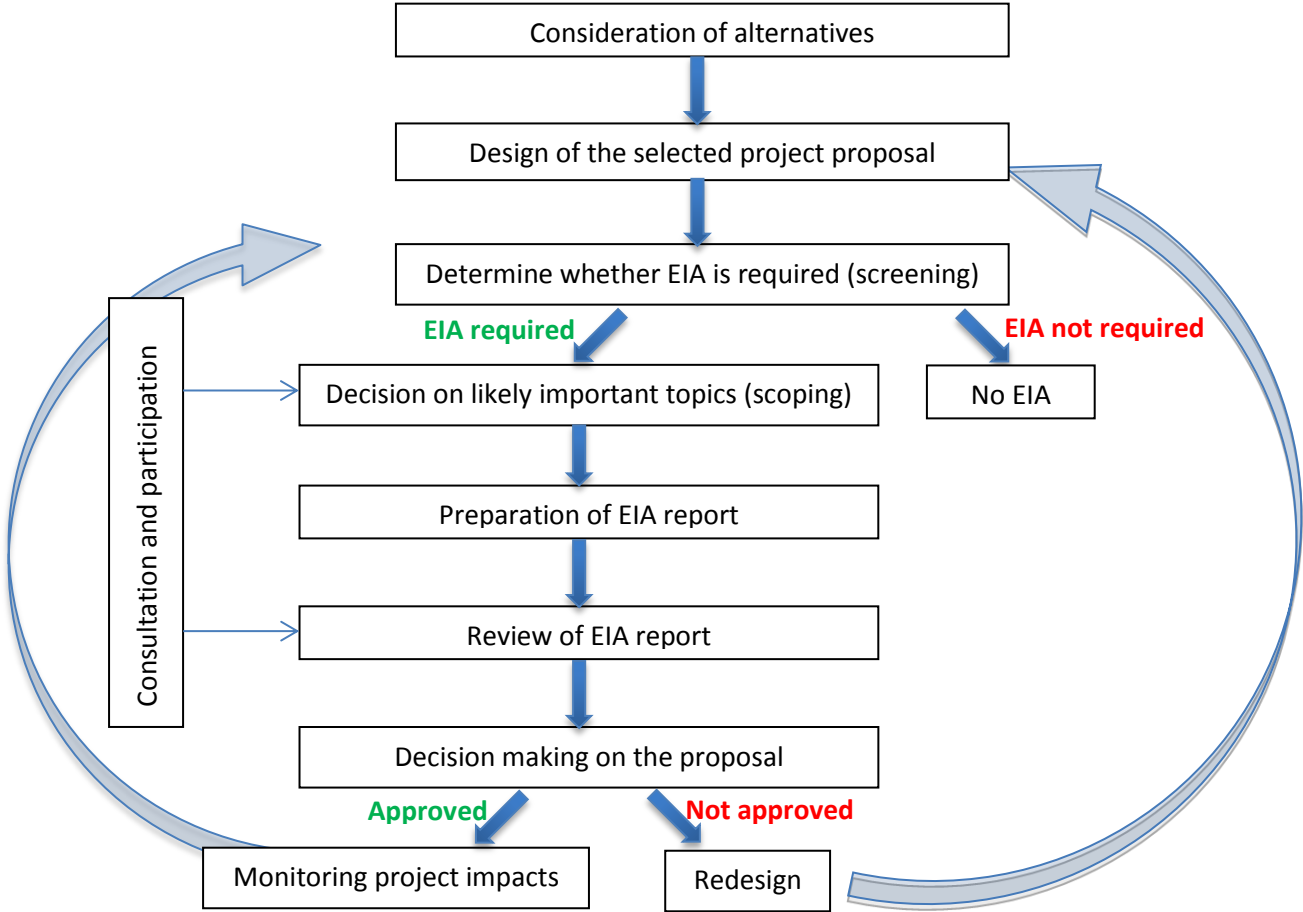 Consideration of alternatives
Design of the selected project proposal
Determine whether EIA is required (screening)
EIA required
EIA not required
Decision on likely important topics (scoping)
No EIA
Consultation and participation
Preparation of EIA report
Review of EIA report
Decision making on the proposal
Approved
Not approved
Monitoring project impacts
Redesign